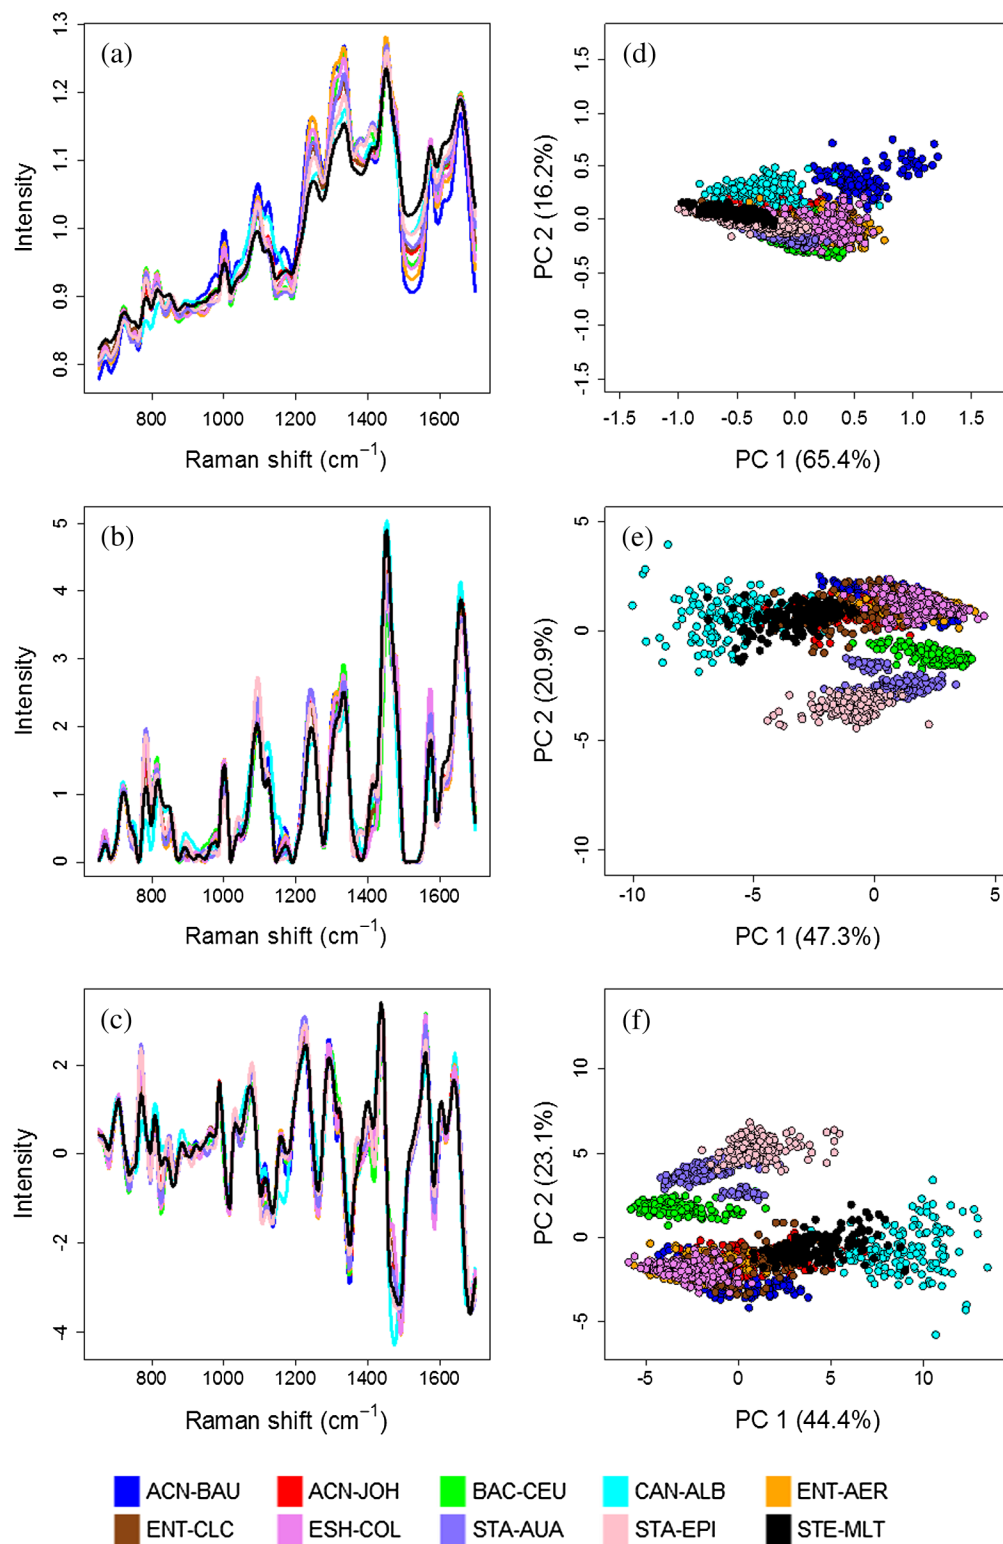 (a)
Intensity
1.3
1.2
1.1
1.0
0.9
0.8
800 1000 1200 1400 1600
Raman shift (cm⁻¹)
(d)
PC 2 (16.2%)
1.5
1.0
0.5
0.0
-0.5
-1.0
-1.5
-1.5 -1.0 -0.5 0.0 0.5 1.0 1.5
PC 1 (65.4%)
(b)
Intensity
5
4
3
2
1
0
800 1000 1200 1400 1600
Raman shift (cm⁻¹)
(e)
PC 2 (20.9%)
5
0
-5
-10
-10 -5 0 5
PC 1 (47.3%)
(c)
Intensity
2
0
-2
-4
800 1000 1200 1400 1600
Raman shift (cm⁻¹)
(f)
PC 2 (23.1%)
10
5
0
-5
-5 0 5 10
PC 1 (44.4%)
ACN-BAU ACN-JOH BAC-CEU CAN-ALB ENT-AER
ENT-CLC ESH-COL STA-AUA STA-EPI STE-MLT